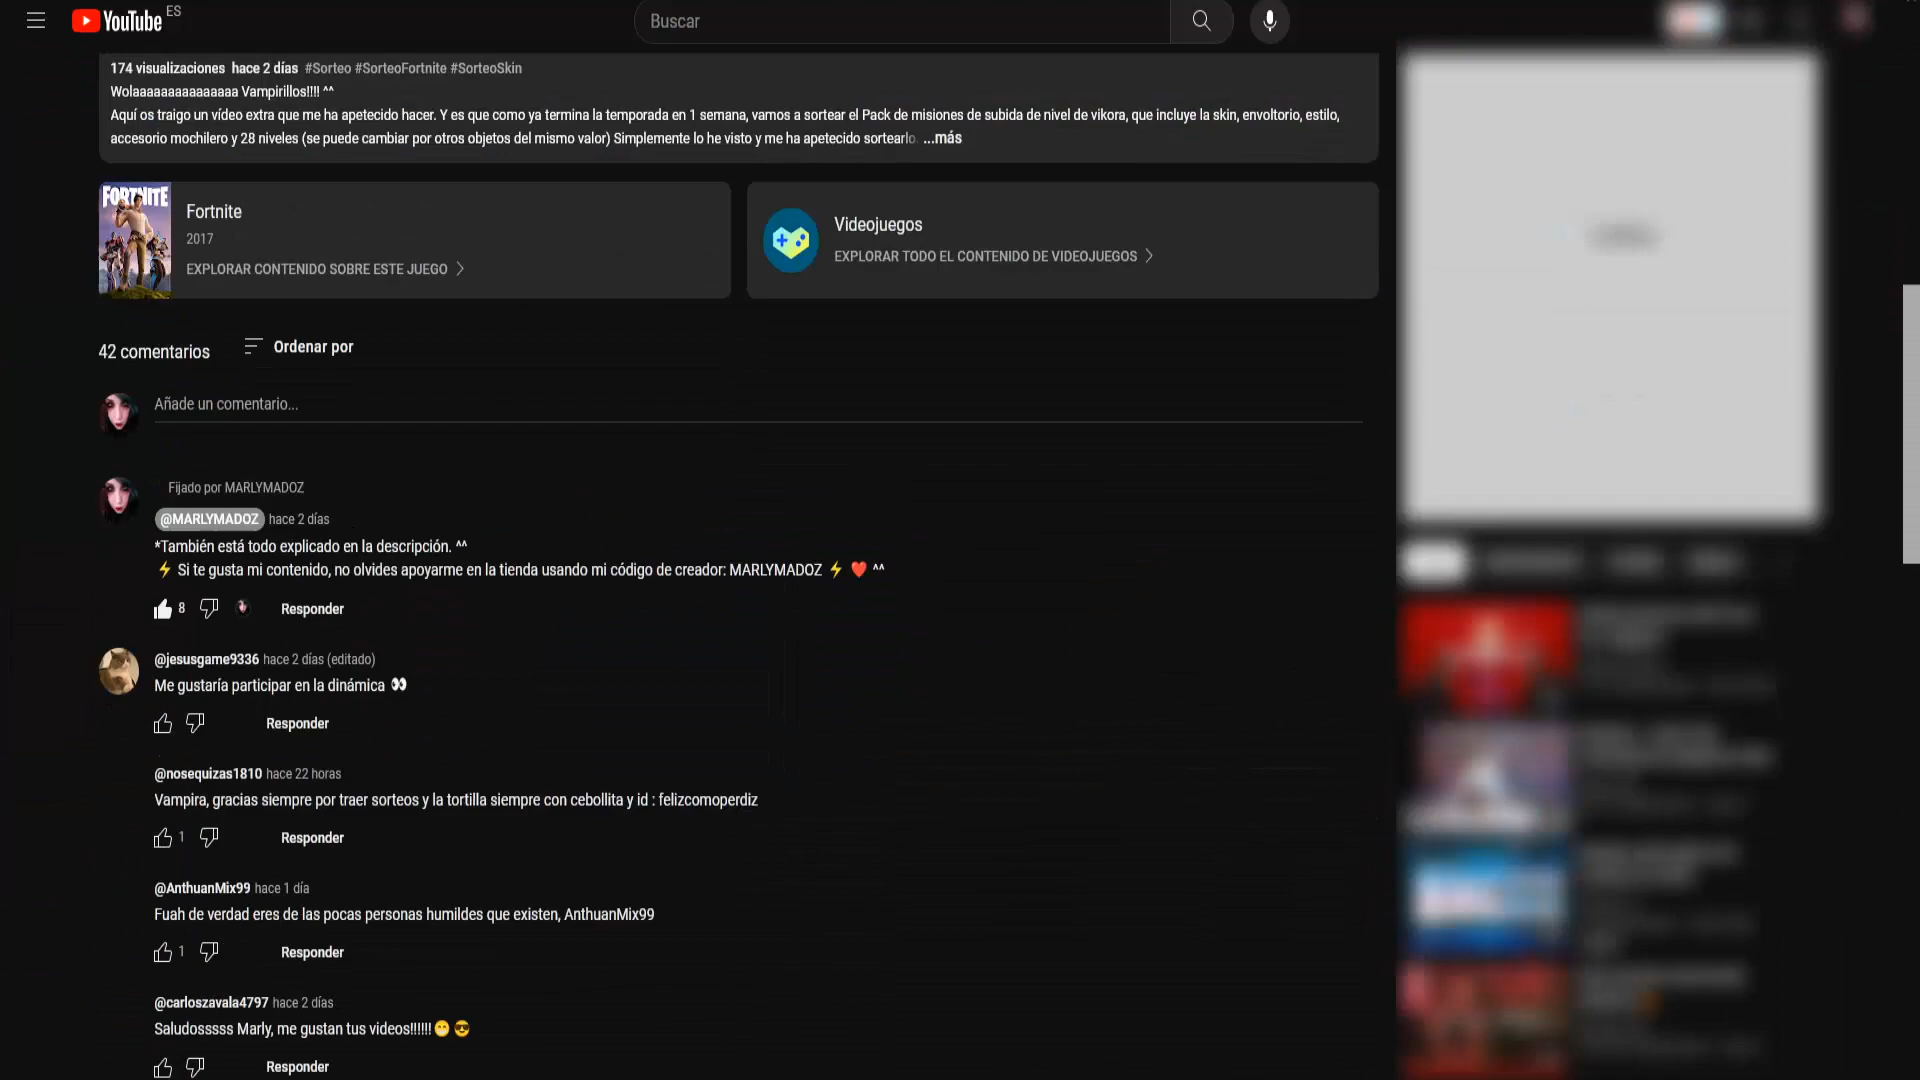 YouTube ES
Buscar
174 visualizaciones hace 2 días #Sorteo #SorteoFortnite #SorteoSkin
Wolaaaaaaaaaaaaaaa Vampirillos!!!! ^^
Aquí os traigo un vídeo extra que me ha apetecido hacer. Y es que como ya termina la temporada en 1 semana, vamos a sortear el Pack de misiones de subida de nivel de vikora, que incluye la skin, envoltorio, estilo,
accesorio mochilero y 28 niveles (se puede cambiar por otros objetos del mismo valor) Simplemente lo he visto y me ha apetecido sortearlo. ...más
FORTNITE
Fortnite
2017
EXPLORAR CONTENIDO SOBRE ESTE JUEGO
Videojuegos
EXPLORAR TODO EL CONTENIDO DE VIDEOJUEGOS
42 comentarios
Ordenar por
Añade un comentario...
Fijado por MARLYMADOZ
@MARLYMADOZ hace 2 días
*También está todo explicado en la descripción. ^^
⚡ Si te gusta mi contenido, no olvides apoyarme en la tienda usando mi código de creador: MARLYMADOZ ⚡ ❤️ ^^
8
Responder
@jesusgame9336 hace 2 días (editado)
Me gustaría participar en la dinámica 👀
Responder
@nosequizas1810 hace 22 horas
Vampira, gracias siempre por traer sorteos y la tortilla siempre con cebollita y id : felizcomoperdiz
1
Responder
@AnthuanMix99 hace 1 día
Fuah de verdad eres de las pocas personas humildes que existen, AnthuanMix99
1
Responder
@carloszavala4797 hace 2 días
Saludosssss Marly, me gustan tus videos!!!!!!😁😎
Responder